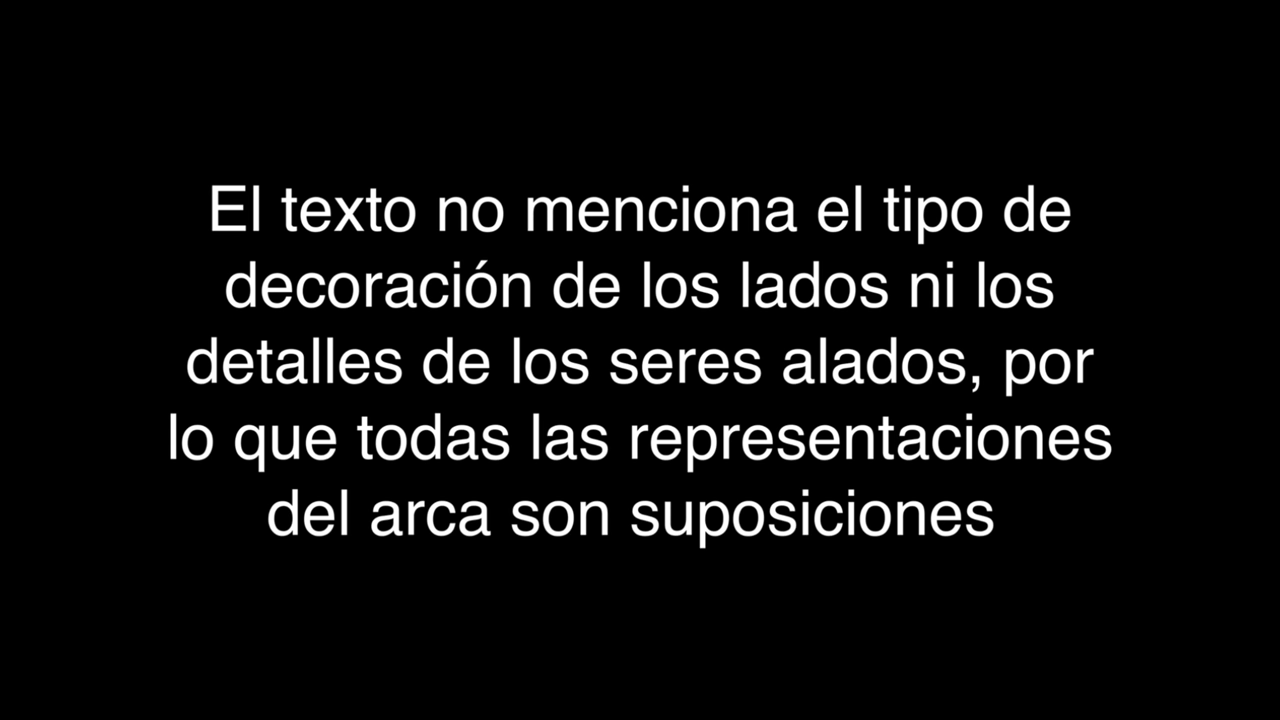 El texto no menciona el tipo de
decoración de los lados ni los
detalles de los seres alados, por
lo que todas las representaciones
del arca son suposiciones